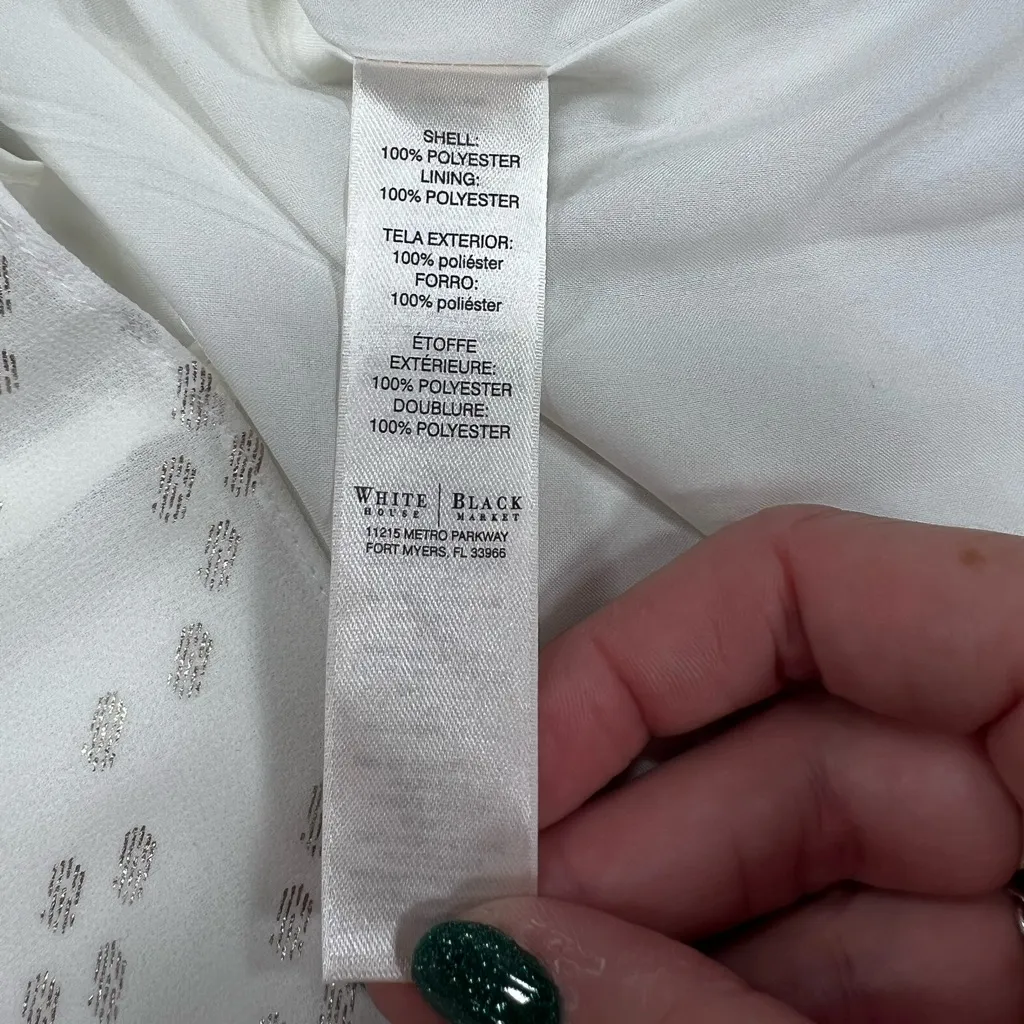 SHELL:
100% POLYESTER
LINING:
100% POLYESTER
TELA EXTERIOR:
100% poliéster
FORRO:
100% poliéster
ÉTOFFE
EXTÉRIEURE:
100% POLYESTER
DOUBLURE:
100% POLYESTER
WHITE HOUSE | BLACK MARKET
11215 METRO PARKWAY
FORT MYERS, FL 33966